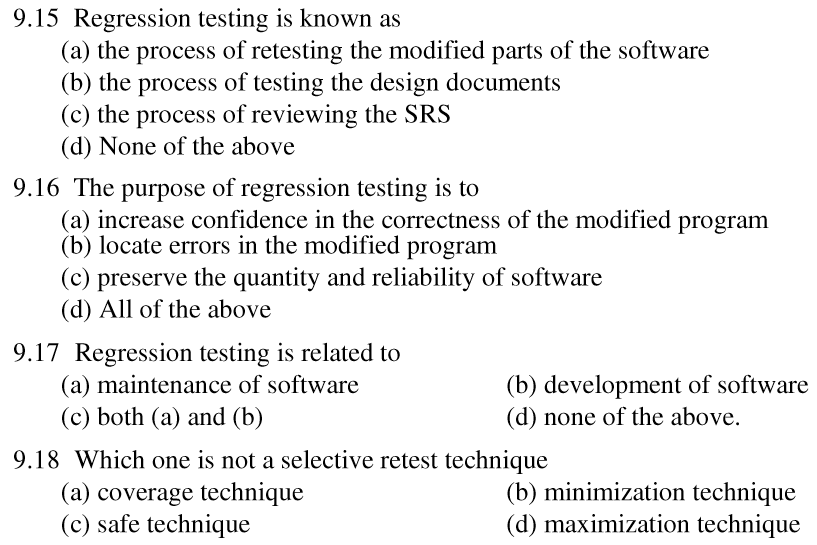 9.15 Regression testing is known as
(a) the process of retesting the modified parts of the software
(b) the process of testing the design documents
(c) the process of reviewing the SRS
(d) None of the above
9.16 The purpose of regression testing is to
(a) increase confidence in the correctness of the modified program
(b) locate errors in the modified program
(c) preserve the quantity and reliability of software
(d) All of the above
9.17 Regression testing is related to
(a) maintenance of software (b) development of software
(c) both (a) and (b) (d) none of the above.
9.18 Which one is not a selective retest technique
(a) coverage technique (b) minimization technique
(c) safe technique (d) maximization technique